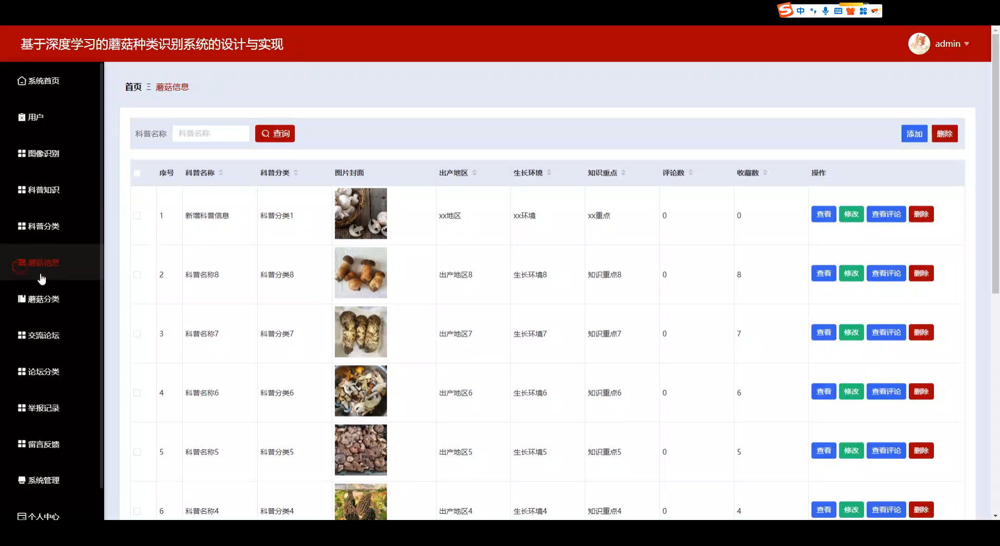 中
基于深度学习的蘑菇种类识别系统的设计与实现
admin
系统首页
用户
图像识别
科普知识
科普分类
蘑菇信息
蘑菇分类
交流论坛
论坛分类
举报记录
留言反馈
系统管理
个人中心
首页 Ξ 蘑菇信息
科普名称 科普名称 查询 添加 删除
序号 科普名称 科普分类 图片封面 出产地区 生长环境 知识重点 评论数 收藏数 操作
1 新增科普信息 科普分类1 xx地区 xx环境 xx重点 0 0 查看 修改 查看评论 删除
2 科普名称8 科普分类8 出产地区8 生长环境8 知识重点8 0 8 查看 修改 查看评论 删除
3 科普名称7 科普分类7 出产地区7 生长环境7 知识重点7 0 7 查看 修改 查看评论 删除
4 科普名称6 科普分类6 出产地区6 生长环境6 知识重点6 0 6 查看 修改 查看评论 删除
5 科普名称5 科普分类5 出产地区5 生长环境5 知识重点5 0 5 查看 修改 查看评论 删除
6 科普名称4 科普分类4 出产地区4 生长环境4 知识重点4 0 4 查看 修改 查看评论 删除